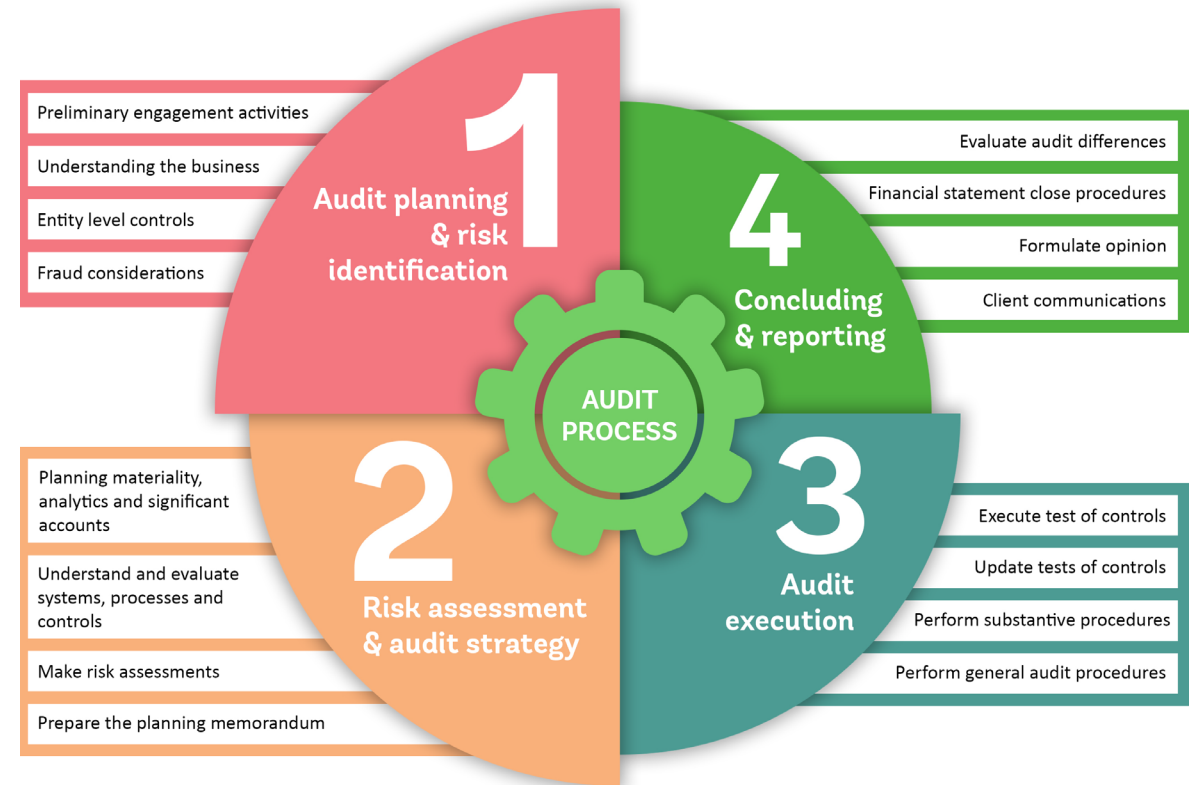 1
Audit planning
& risk
identification
Preliminary engagement activities
Understanding the business
Entity level controls
Fraud considerations
2
Risk assessment
& audit strategy
Planning materiality,
analytics and significant
accounts
Understand and evaluate
systems, processes and
controls
Make risk assessments
Prepare the planning memorandum
3
Audit
execution
Execute test of controls
Update tests of controls
Perform substantive procedures
Perform general audit procedures
4
Concluding
& reporting
Evaluate audit differences
Financial statement close procedures
Formulate opinion
Client communications
AUDIT
PROCESS